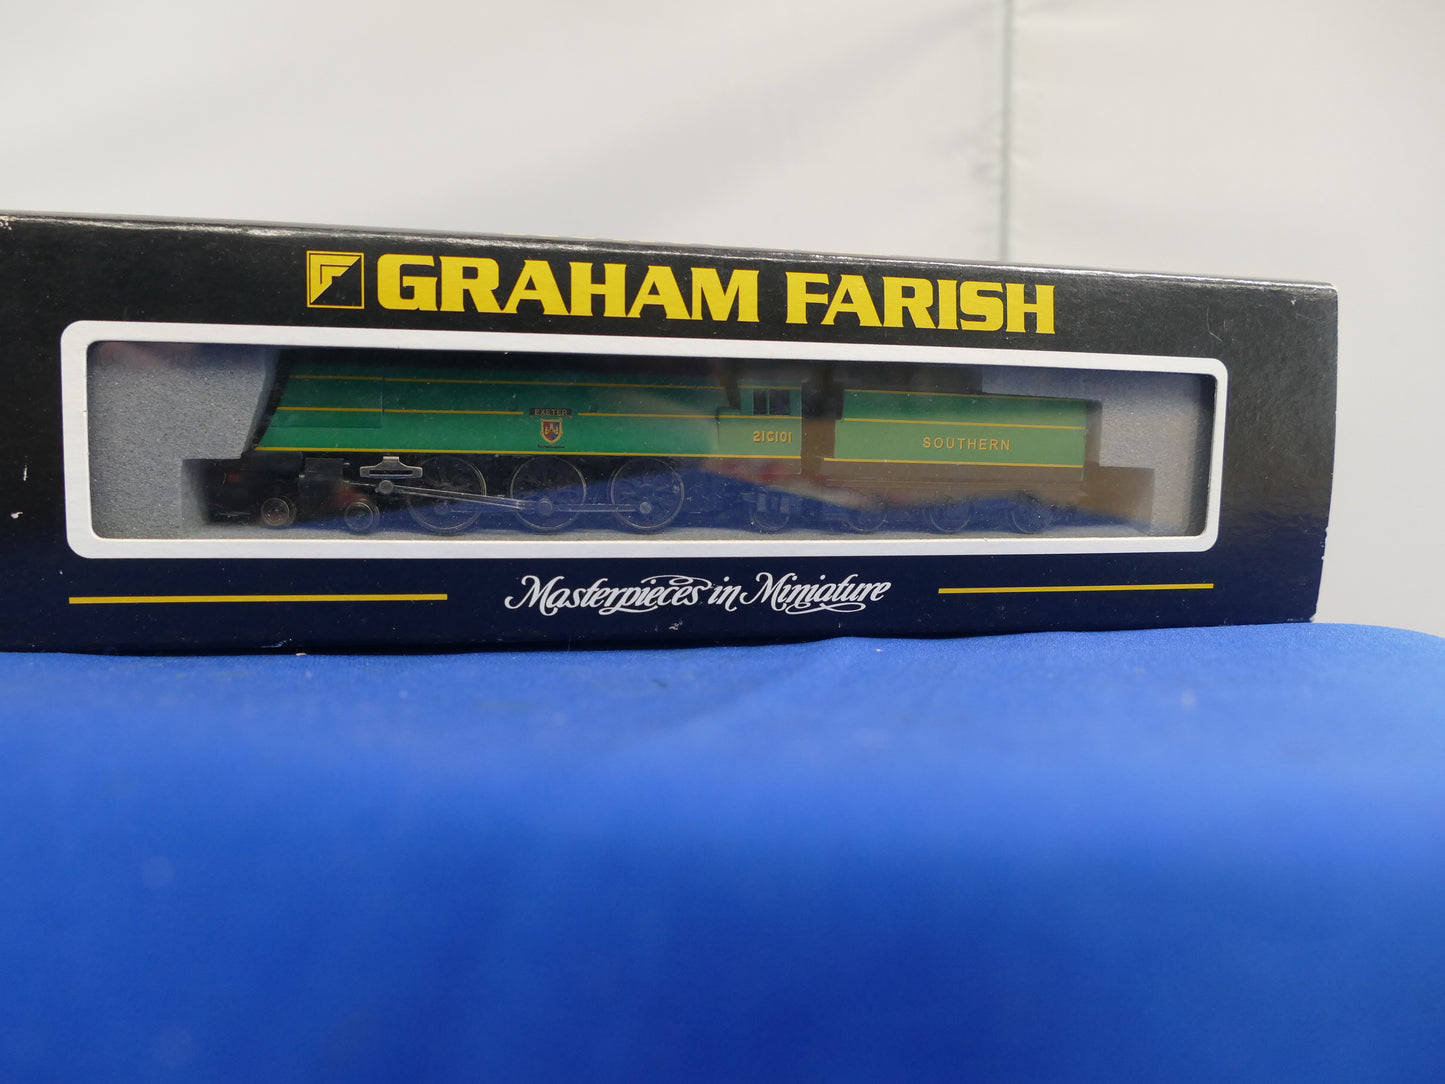 GRAHAM FARISH
EXETER
21C101
SOUTHERN
Masterpieces in Miniature